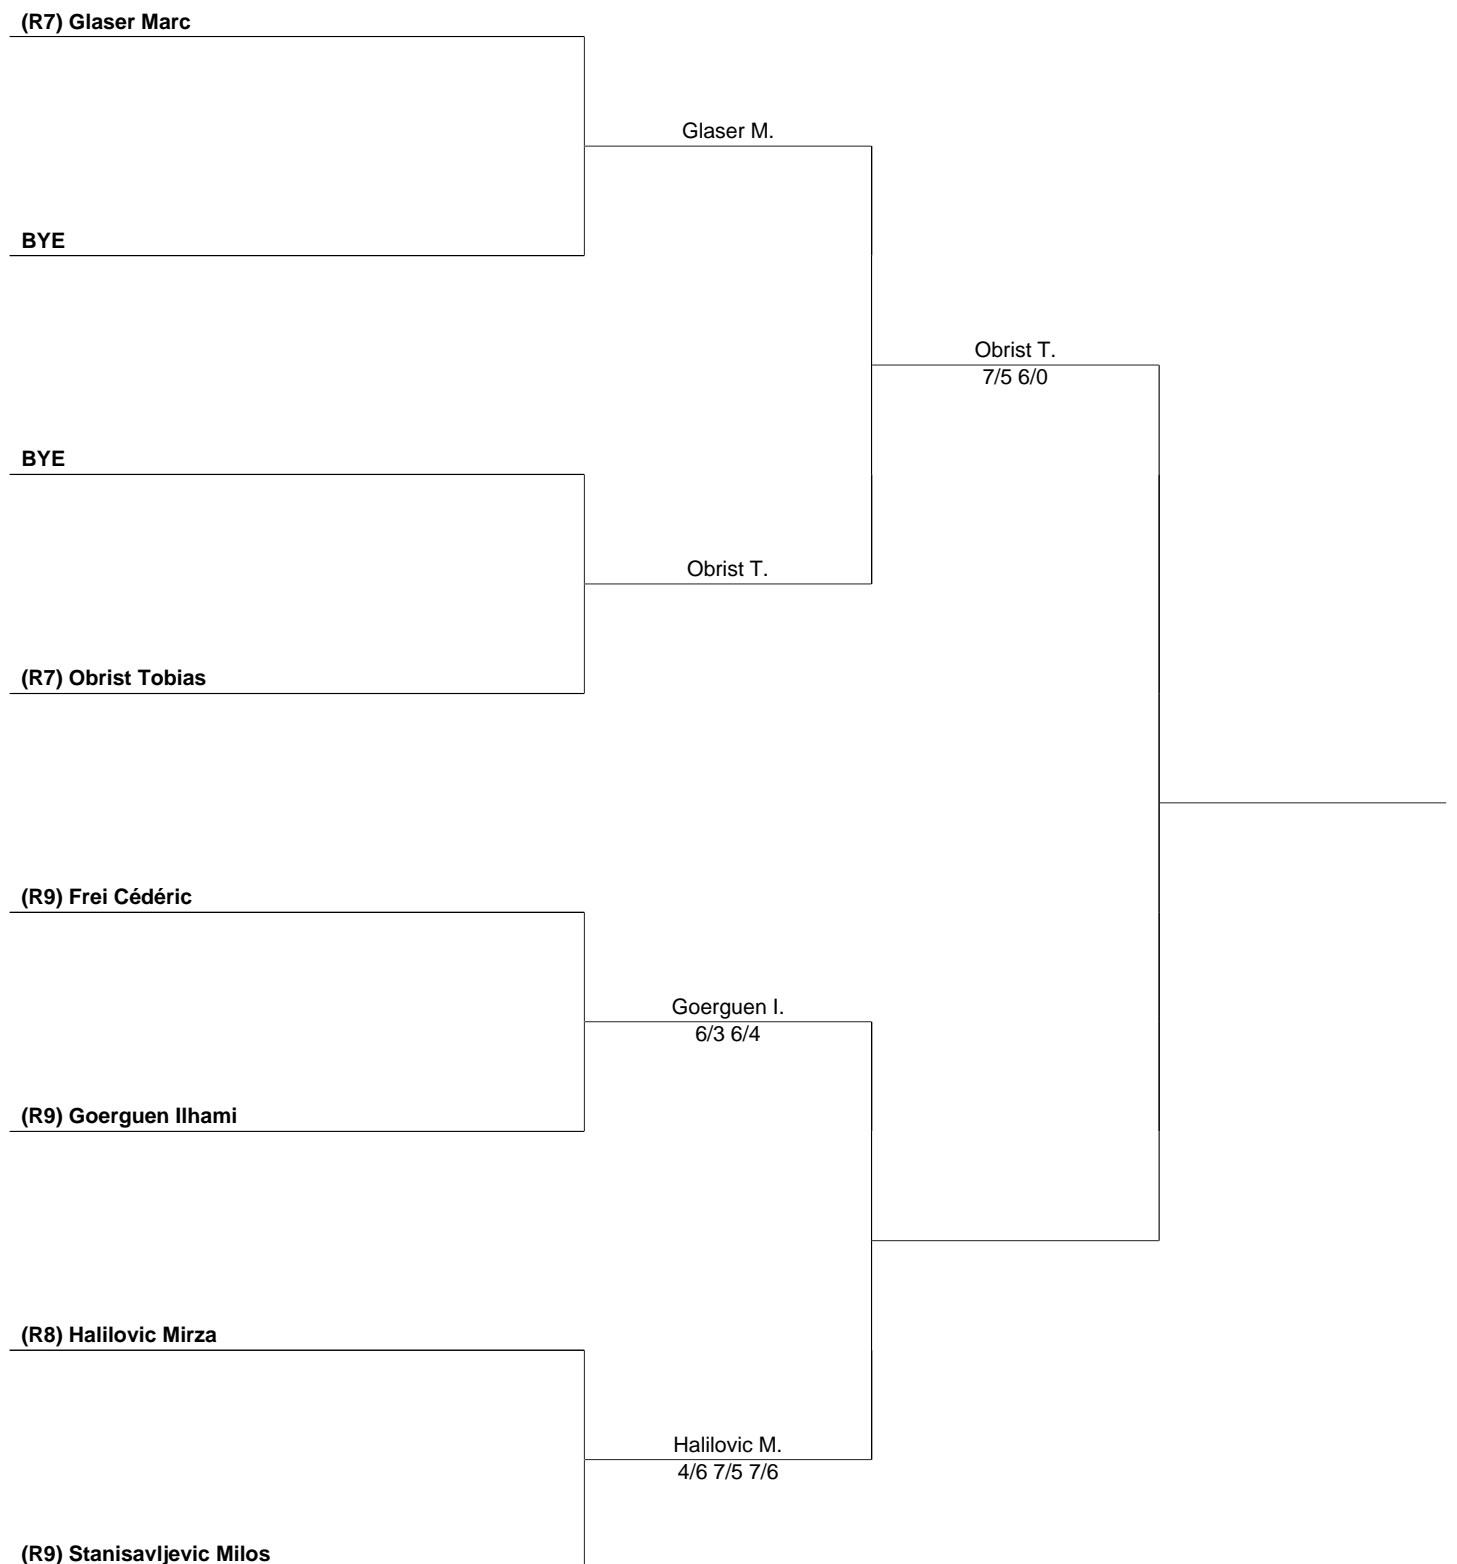 (R7) Glaser Marc
Glaser M.
BYE
Obrist T.
7/5 6/0
BYE
Obrist T.
(R7) Obrist Tobias
(R9) Frei Cédéric
Goerguen I.
6/3 6/4
(R9) Goerguen Ilhami
(R8) Halilovic Mirza
Halilovic M.
4/6 7/5 7/6
(R9) Stanisavljevic Milos